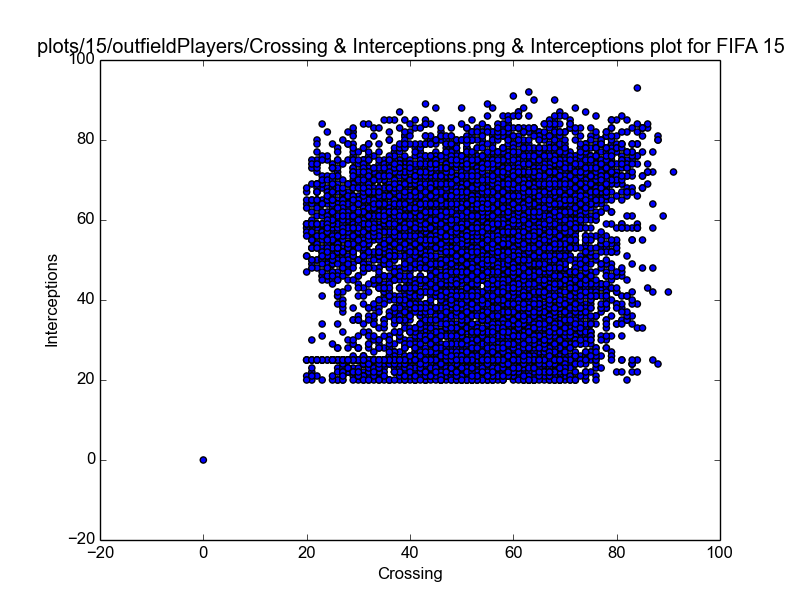 plots/15/outfieldPlayers/Crossing & Interceptions.png & Interceptions plot for FIFA 15
100
80
60
40
20
0
−20
Interceptions
−20 0 20 40 60 80 100
Crossing